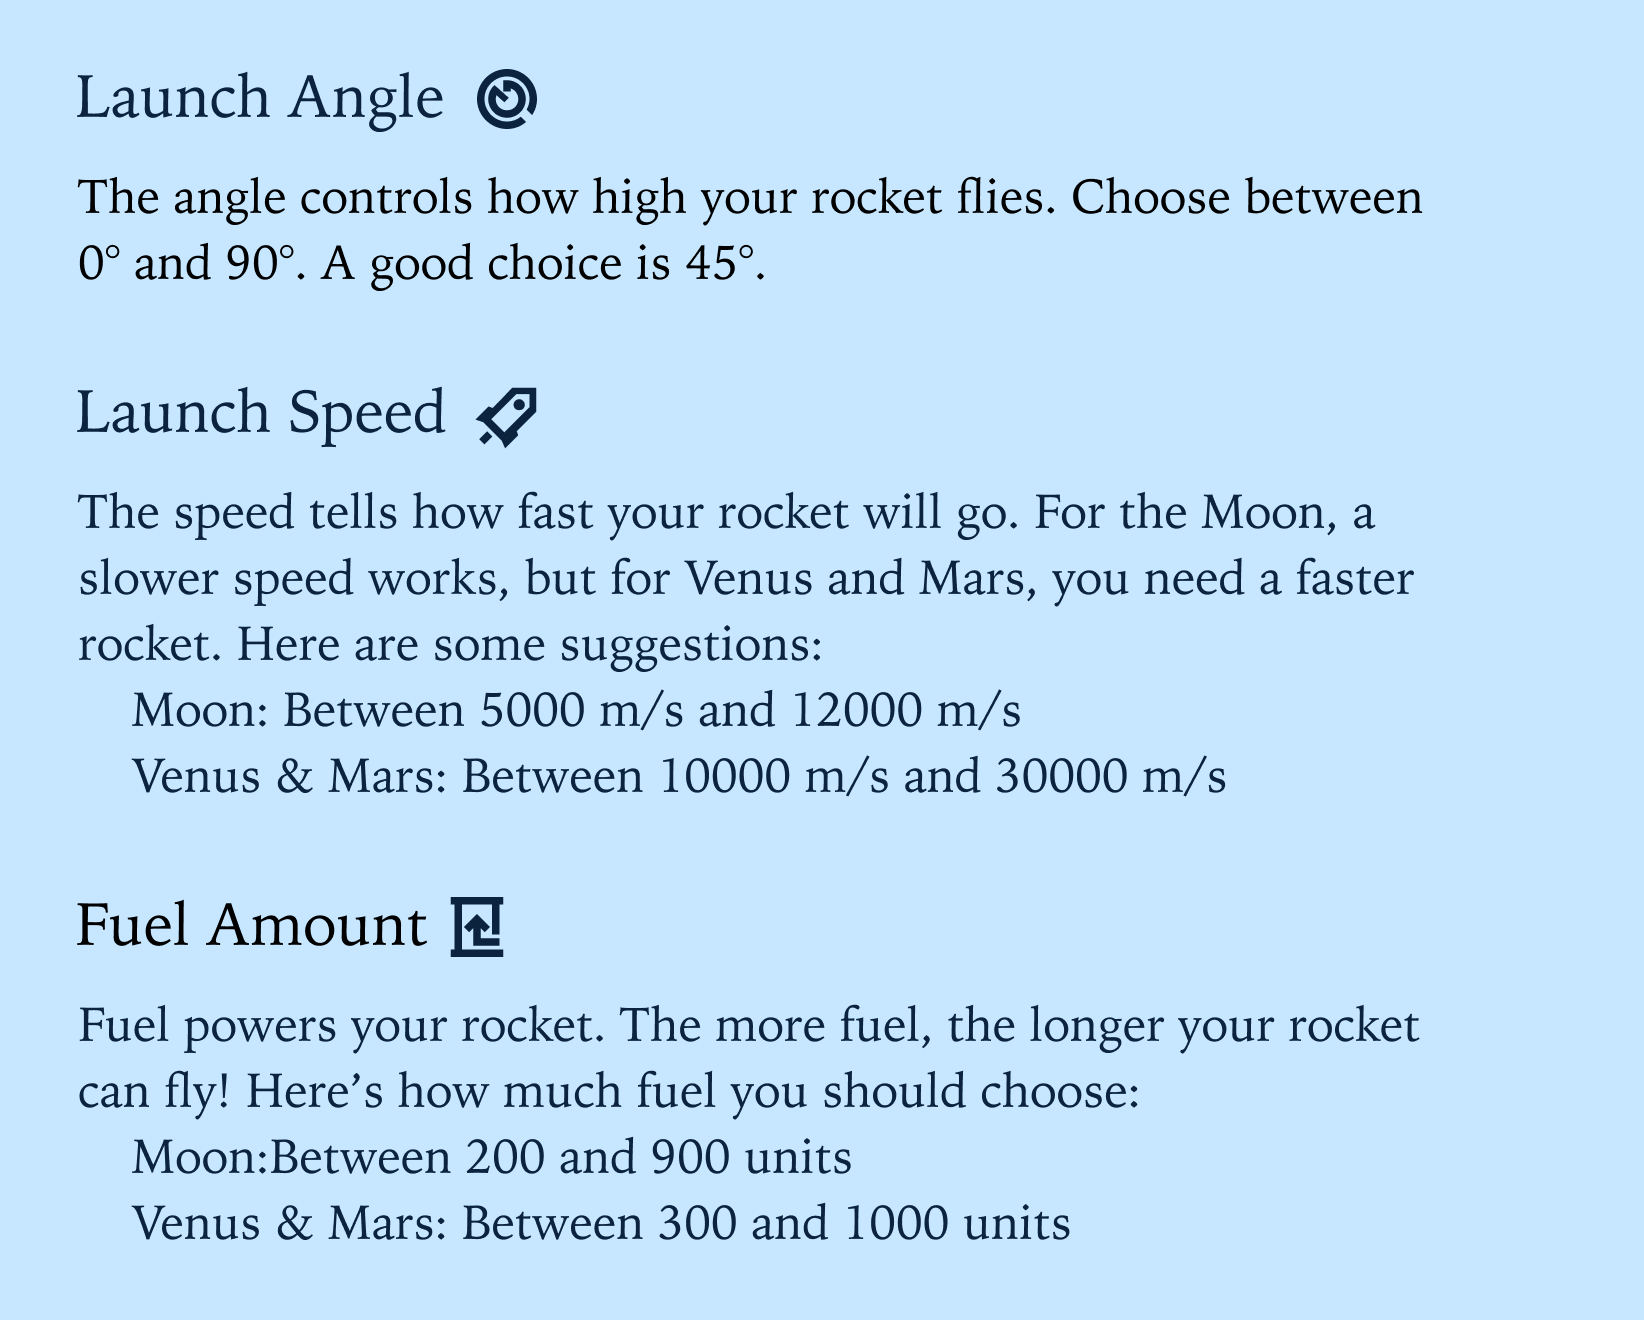 Launch Angle
The angle controls how high your rocket flies. Choose between
0° and 90°. A good choice is 45°.
Launch Speed
The speed tells how fast your rocket will go. For the Moon, a
slower speed works, but for Venus and Mars, you need a faster
rocket. Here are some suggestions:
Moon: Between 5000 m/s and 12000 m/s
Venus & Mars: Between 10000 m/s and 30000 m/s
Fuel Amount
Fuel powers your rocket. The more fuel, the longer your rocket
can fly! Here’s how much fuel you should choose:
Moon:Between 200 and 900 units
Venus & Mars: Between 300 and 1000 units